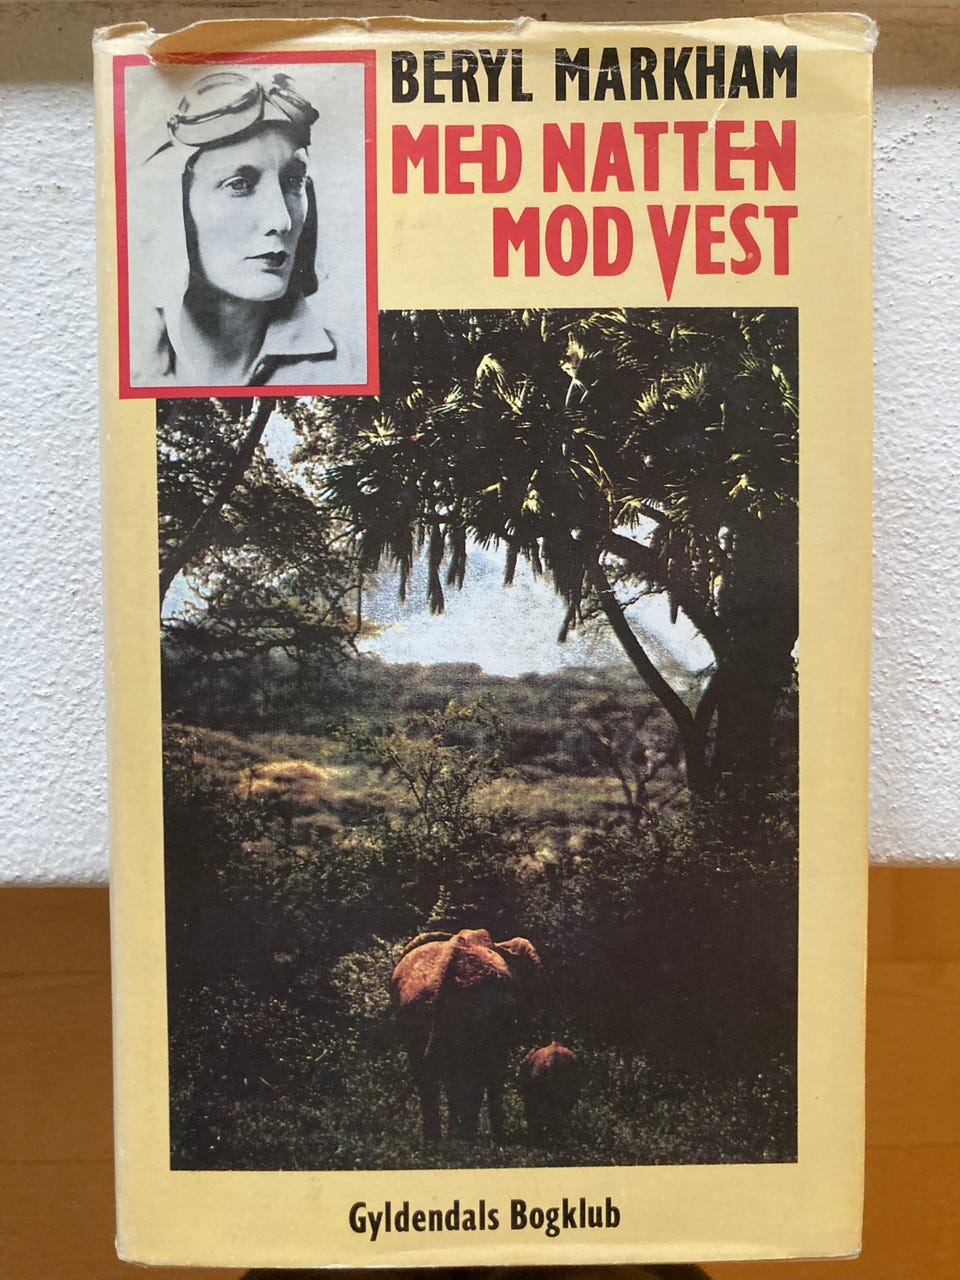 BERYL MARKHAM
MED NATTEN
MOD VEST
Gyldendals Bogklub